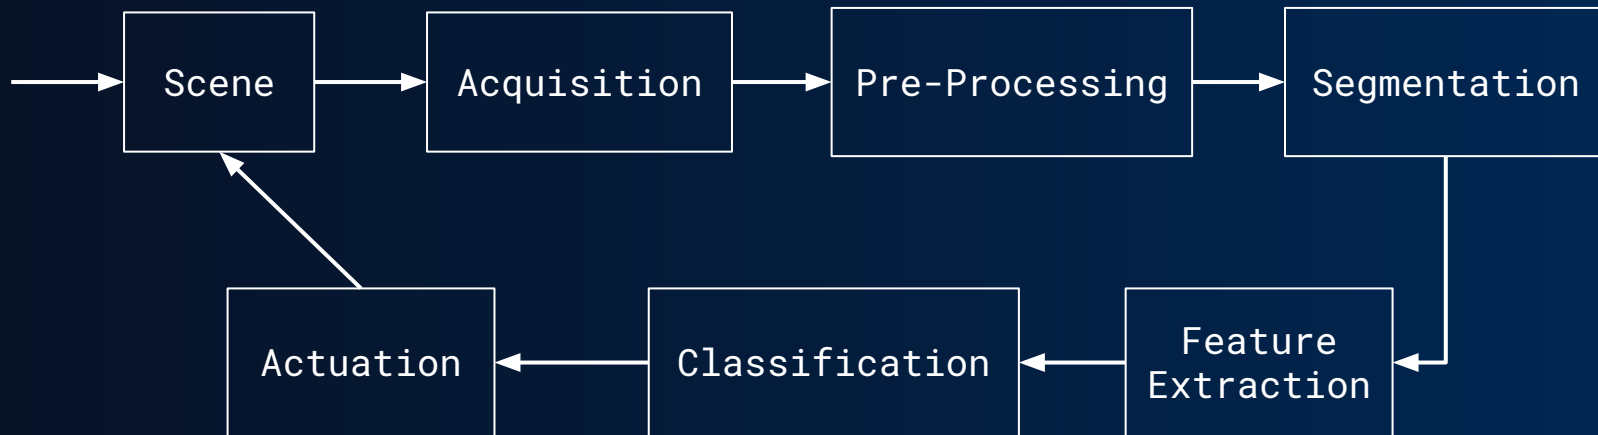 Scene
Acquisition
Pre-Processing
Segmentation
Actuation
Classification
Feature
Extraction